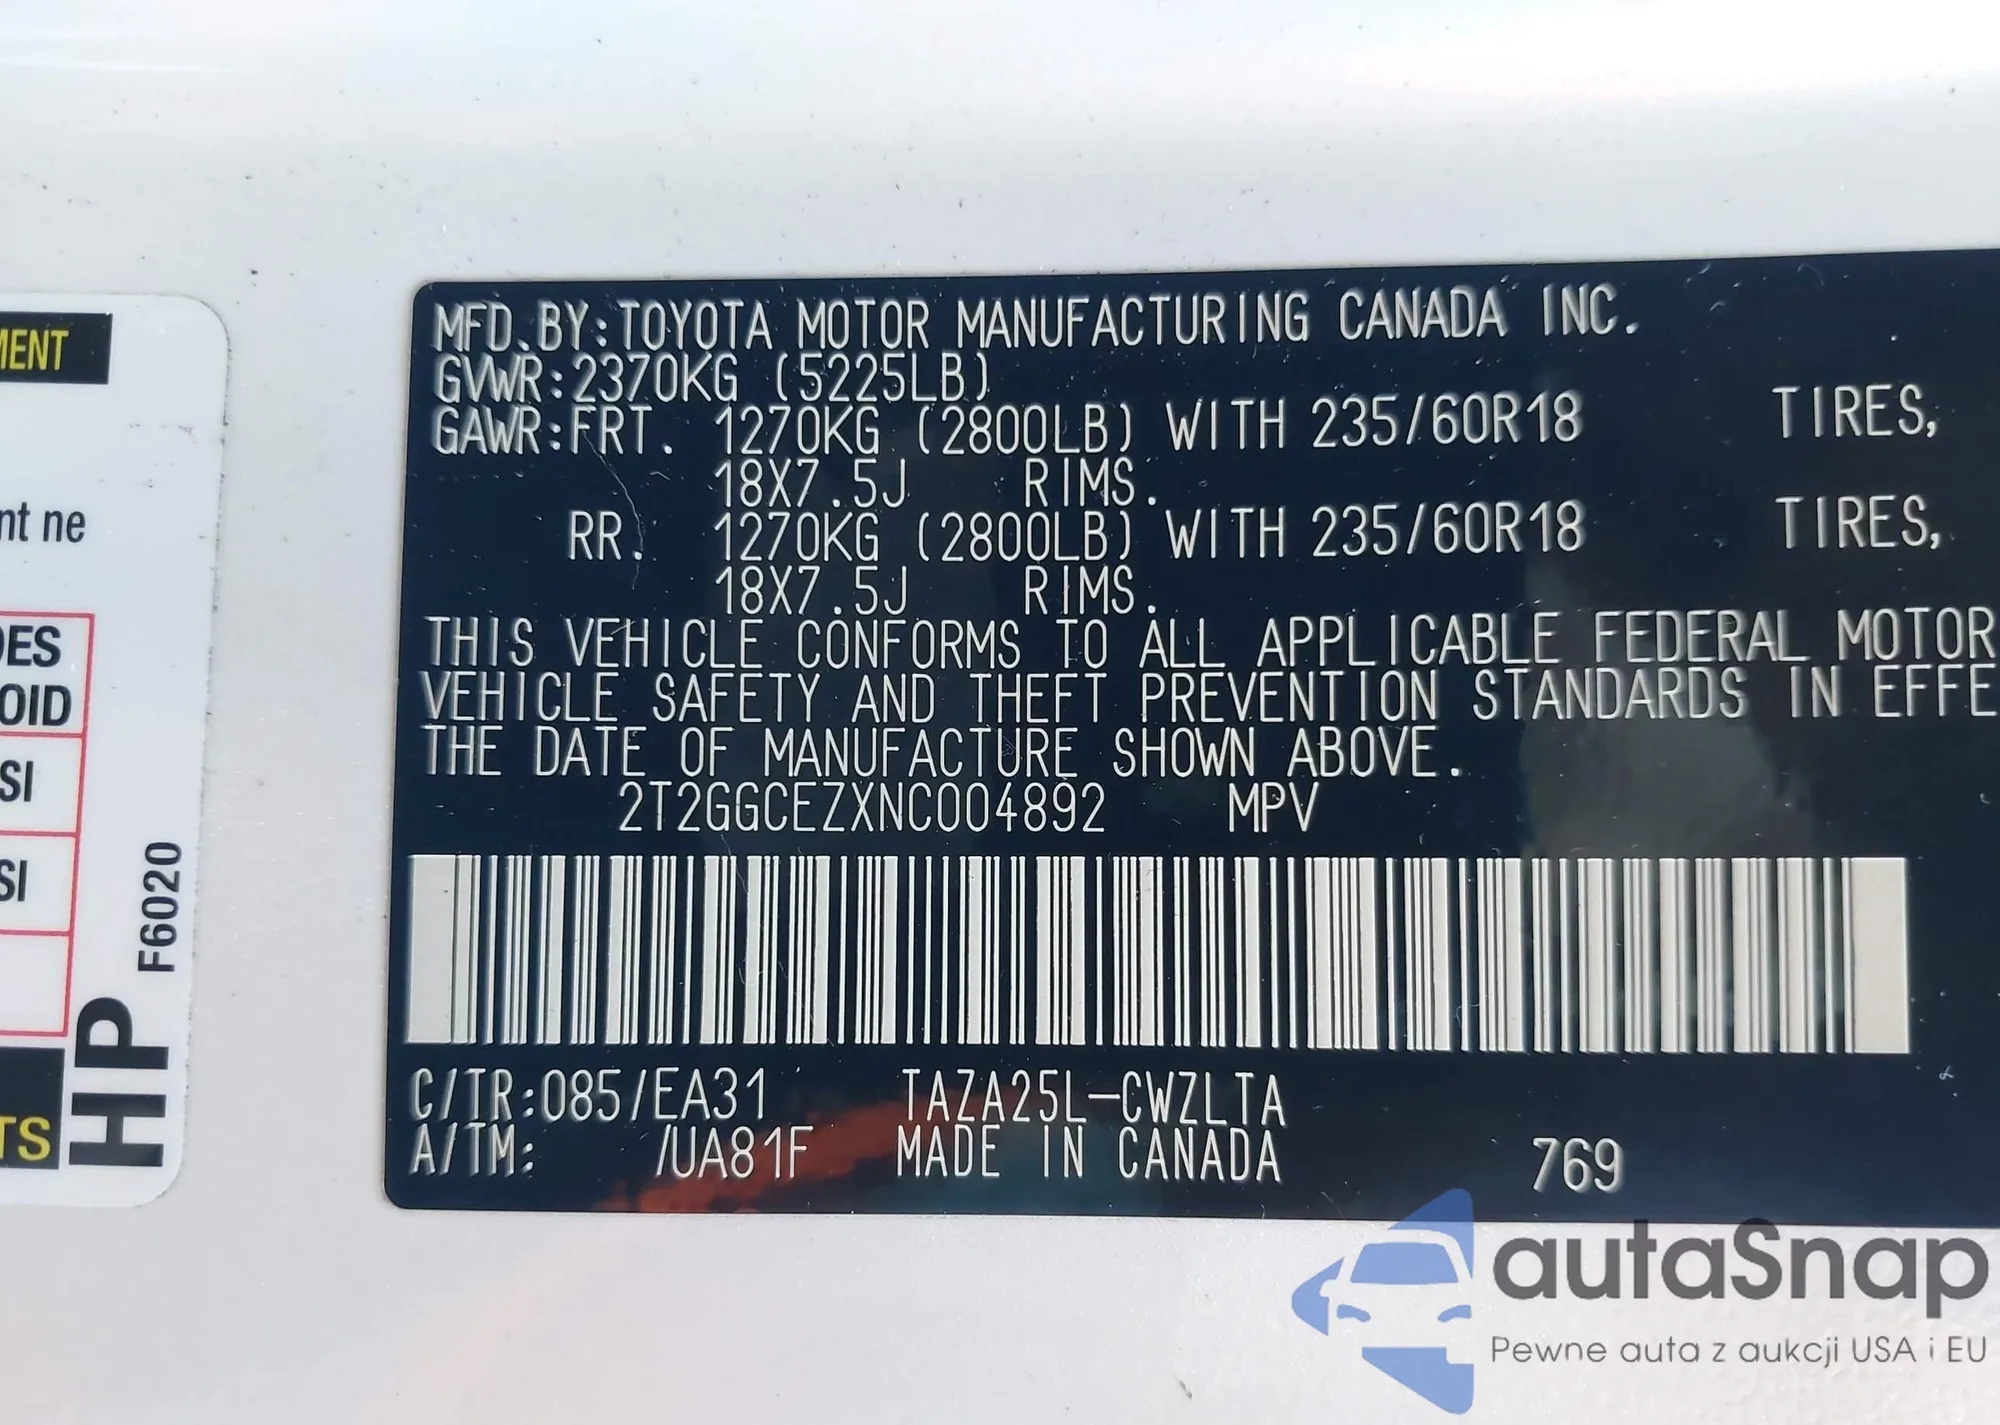 MENT
nt ne
DES
OID
SI
SI
TS
HP
F6020
MFD.BY:TOYOTA MOTOR MANUFACTURING CANADA INC.
GVWR:2370KG (5225LB)
GAWR:FRT. 1270KG (2800LB) WITH 235/60R18 TIRES,
18X7.5J RIMS.
RR. 1270KG (2800LB) WITH 235/60R18 TIRES,
18X7.5J RIMS.
THIS VEHICLE CONFORMS TO ALL APPLICABLE FEDERAL MOTOR
VEHICLE SAFETY AND THEFT PREVENTION STANDARDS IN EFFE
THE DATE OF MANUFACTURE SHOWN ABOVE.
2T2GGCEZXNC004892 MPV
C/TR:085/EA31 TAZA25L-CWZLTA
A/TM: /UA81F MADE IN CANADA 769
autaSnap
Pewne auta z aukcji USA i EU